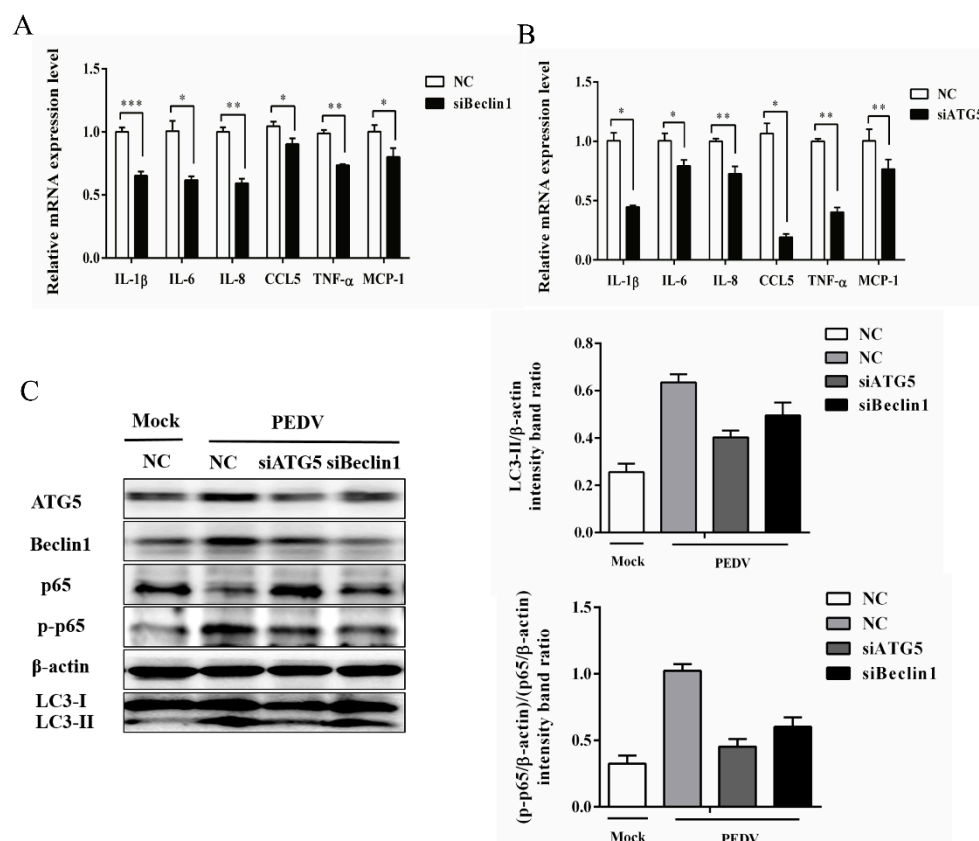 A
Relative mRNA expression level
1.5
1.0
0.5
0.0
*** * ** * ** *
NC
siBeclin1
IL-1β IL-6 IL-8 CCL5 TNF-α MCP-1
B
Relative mRNA expression level
1.5
1.0
0.5
0.0
* * ** * ** **
NC
siATG5
IL-1β IL-6 IL-8 CCL5 TNF-α MCP-1
C
Mock PEDV
NC NC siATG5 siBeclin1
ATG5
Beclin1
p65
p-p65
β-actin
LC3-I
LC3-II
LC3-II/β-actin
intensity band ratio
0.8
0.6
0.4
0.2
0.0
NC
NC
siATG5
siBeclin1
Mock PEDV
(p-p65/β-actin)/(p65/β-actin)
intensity band ratio
1.5
1.0
0.5
0.0
NC
NC
siATG5
siBeclin1
Mock PEDV